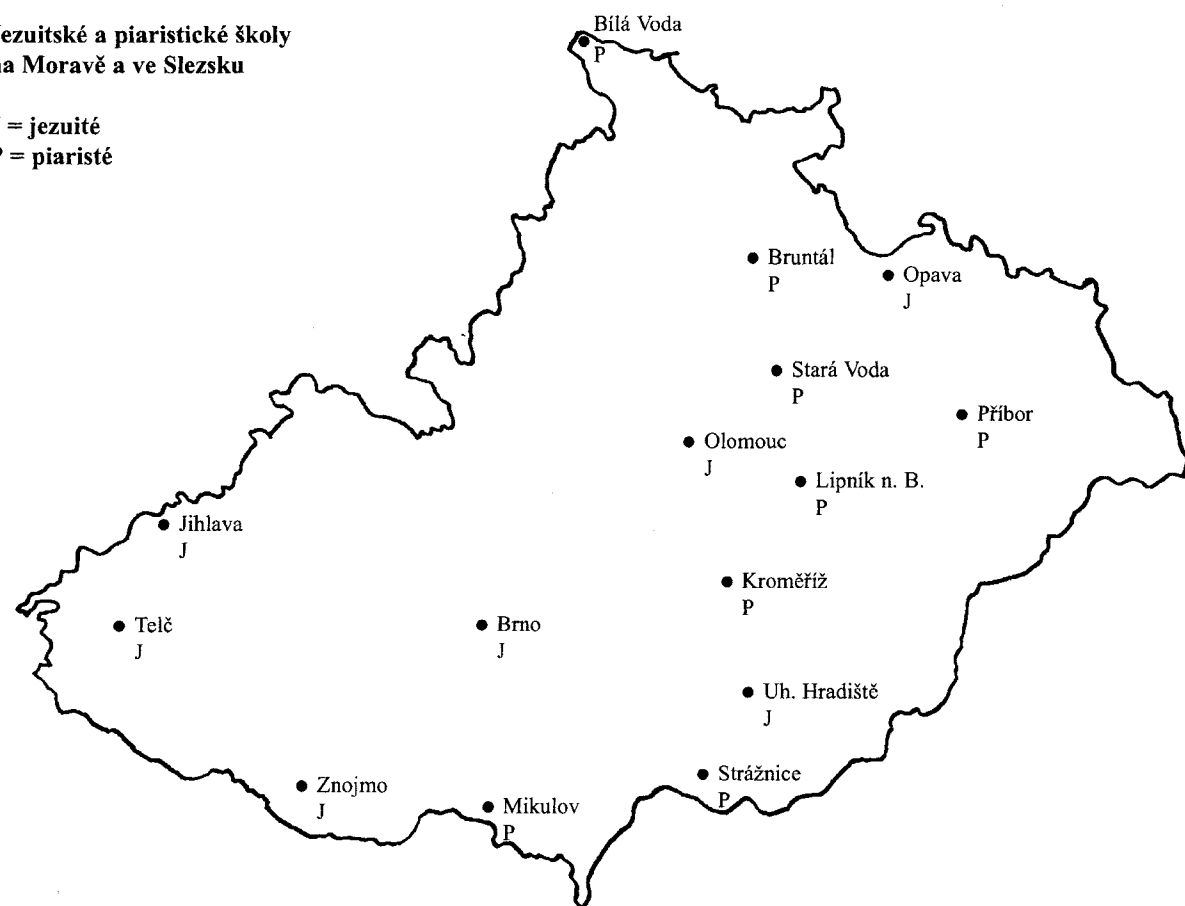 Jezuitské a piaristické školy
na Moravě a ve Slezsku
J = jezuité
P = piaristé
Bílá Voda
P
Bruntál
P
Opava
J
Stará Voda
P
Příbor
P
Olomouc
J
Lipník n. B.
P
Jihlava
J
Kroměříž
P
Telč
J
Brno
J
Uh. Hradiště
J
Strážnice
P
Znojmo
J
Mikulov
P